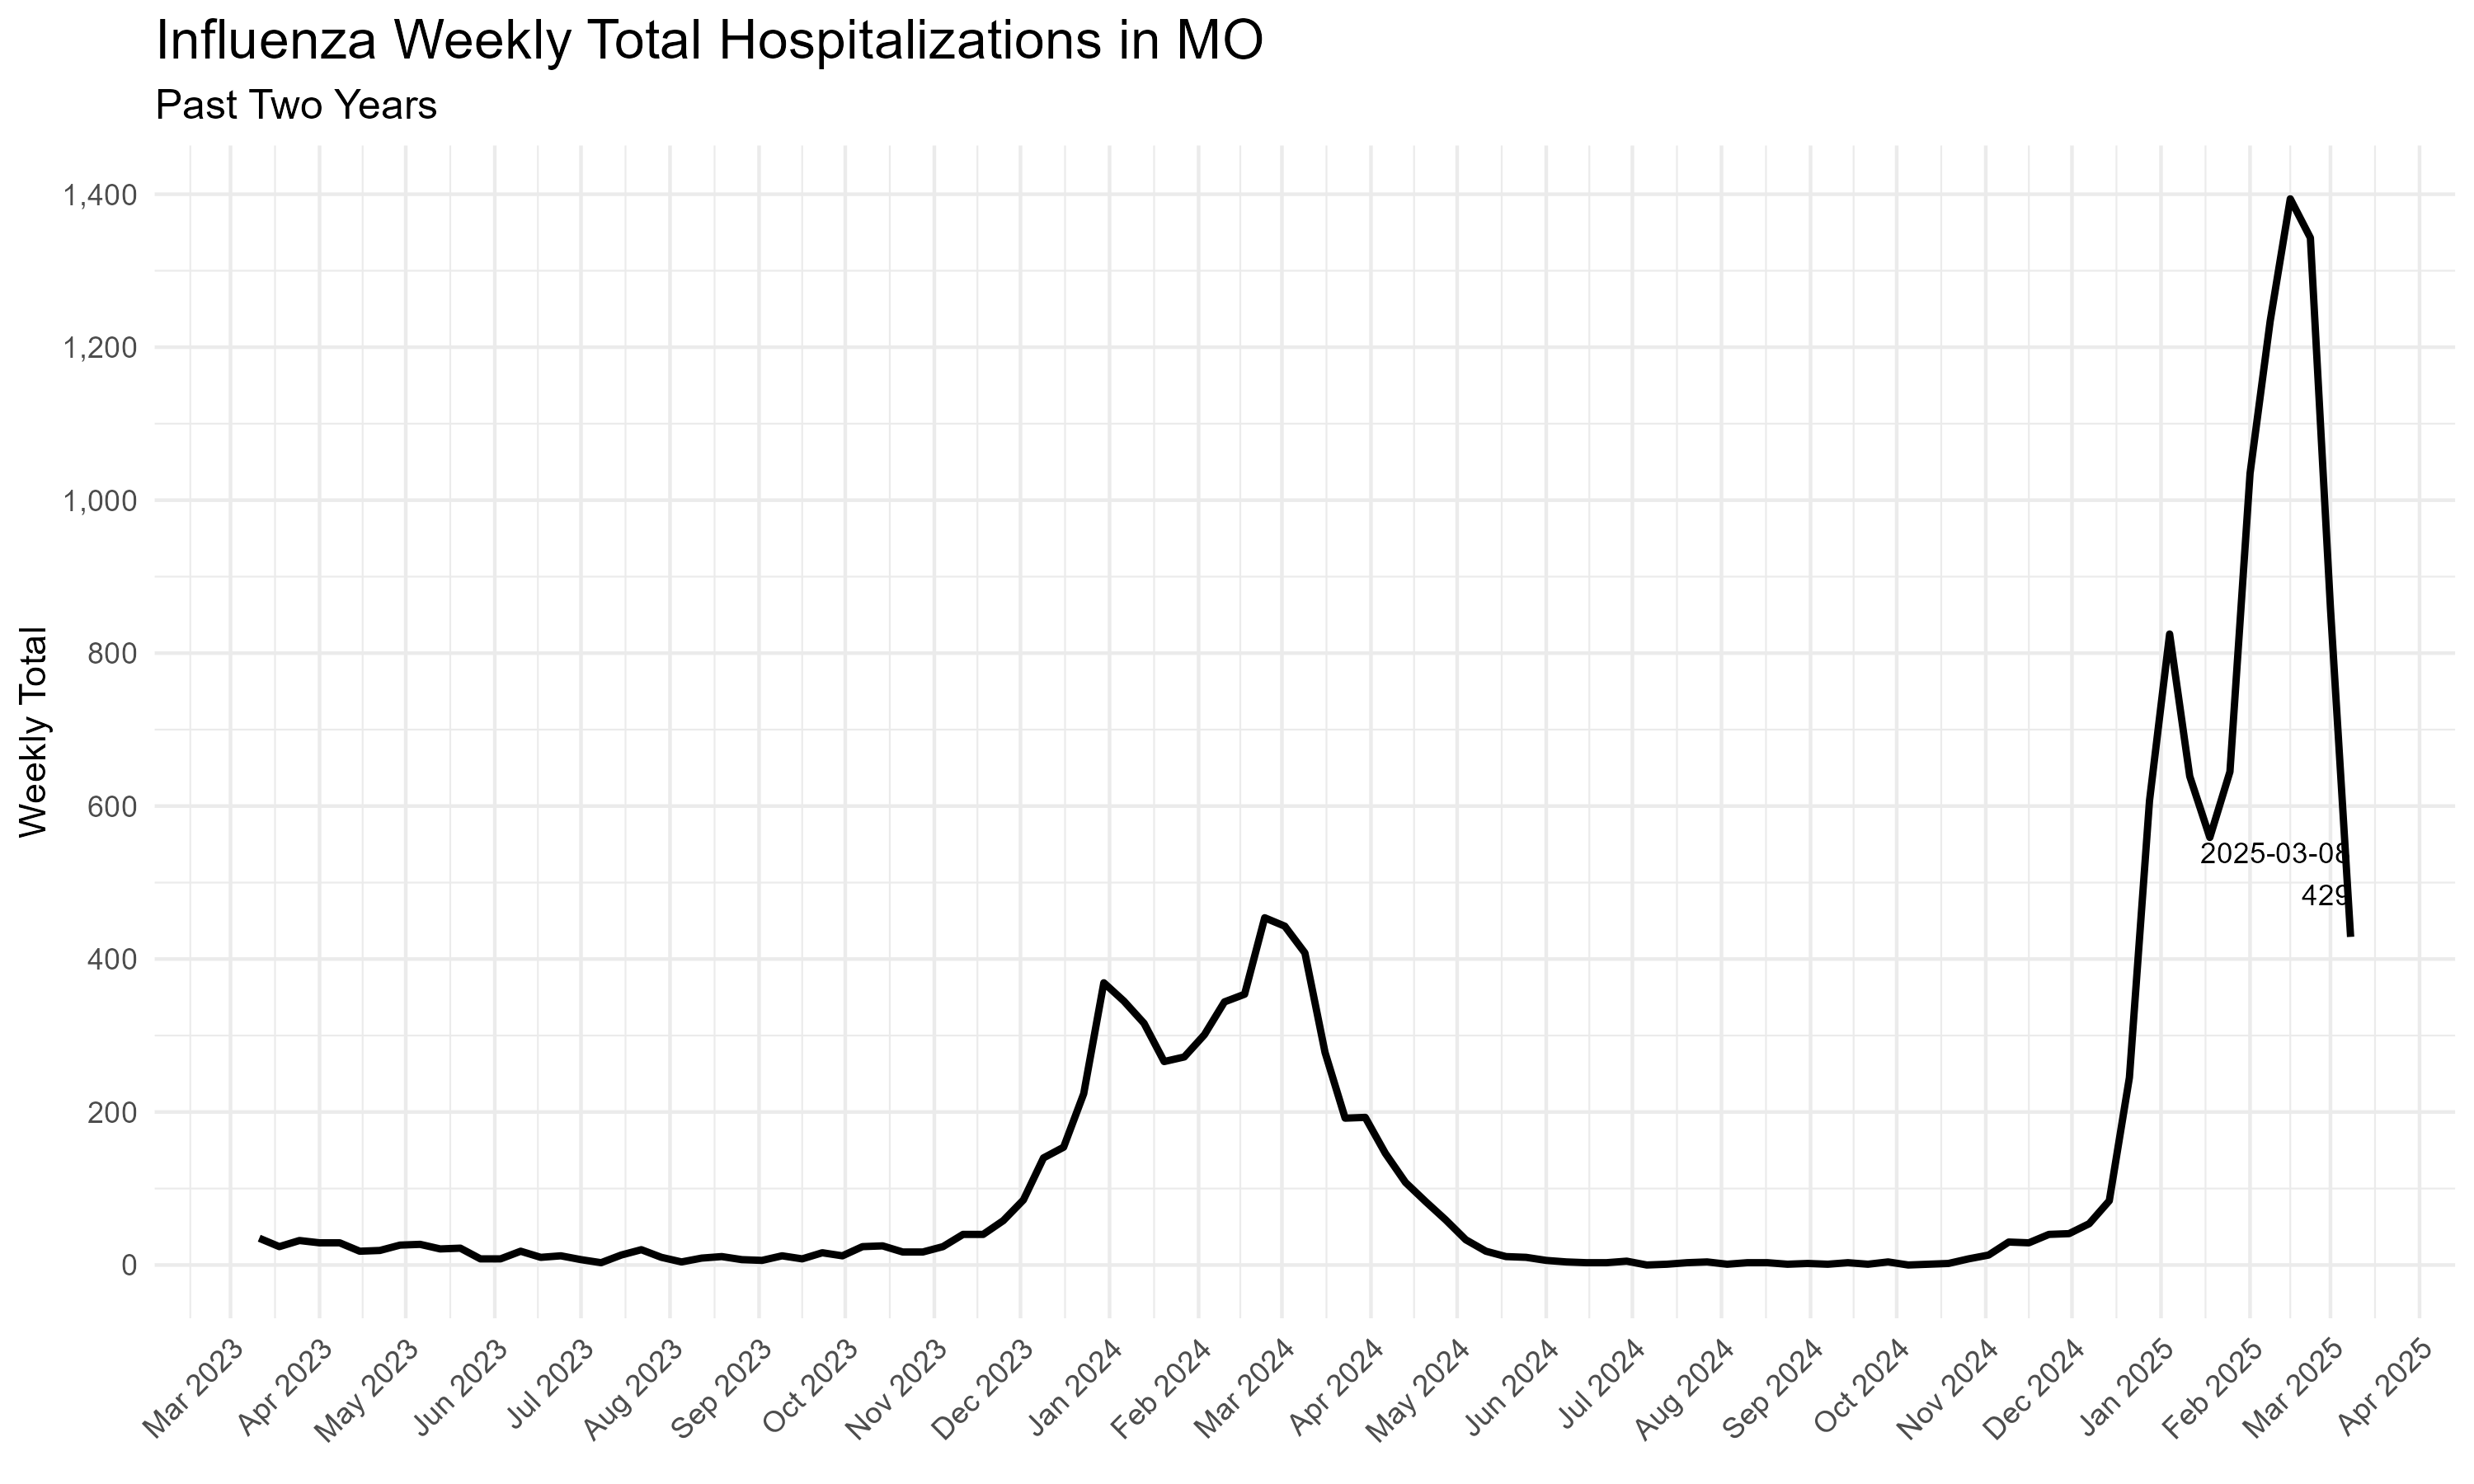 Influenza Weekly Total Hospitalizations in MO
Past Two Years
Weekly Total
1,400
1,200
1,000
800
600
400
200
0
2025-03-08
429
Mar 2023
Apr 2023
May 2023
Jun 2023
Jul 2023
Aug 2023
Sep 2023
Oct 2023
Nov 2023
Dec 2023
Jan 2024
Feb 2024
Mar 2024
Apr 2024
May 2024
Jun 2024
Jul 2024
Aug 2024
Sep 2024
Oct 2024
Nov 2024
Dec 2024
Jan 2025
Feb 2025
Mar 2025
Apr 2025